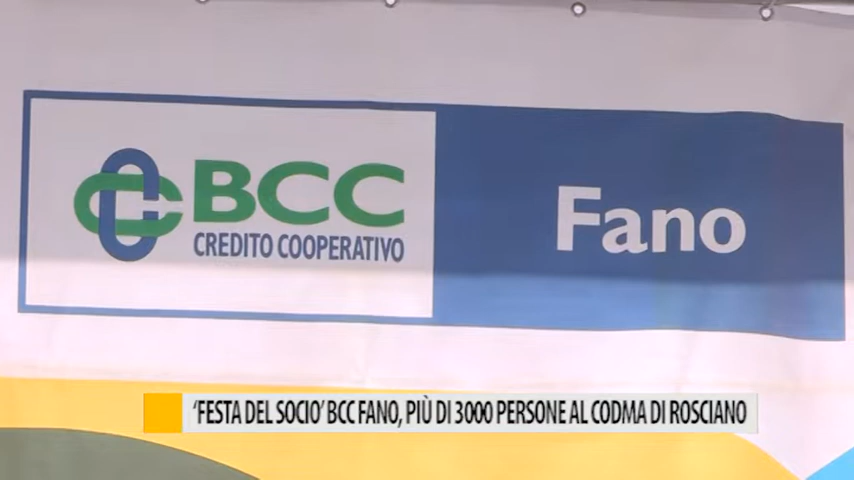 BCC
CREDITO COOPERATIVO
Fano
'FESTA DEL SOCIO' BCC FANO, PIÙ DI 3000 PERSONE AL CODMA DI ROSCIANO